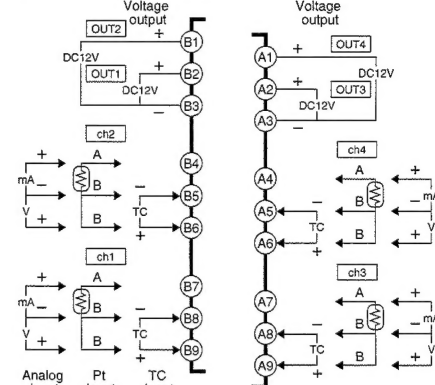 Voltage output
Voltage output
OUT2
+
B1
DC12V
OUT1
+
B2
DC12V
B3
−
ch2
B4
+
A
mA
−
B
−
B5
V
TC
+
B
+
B6
ch1
B7
+
A
mA
−
B
−
B8
V
TC
+
B
+
B9
Analog
Pt
TC
A1
+
OUT4
DC12V
A2
+
OUT3
DC12V
A3
−
ch4
A4
A
+
A5
−
B
−
TC
V
A6
+
B
+
ch3
A7
A
+
A8
−
B
−
TC
V
A9
+
B
+